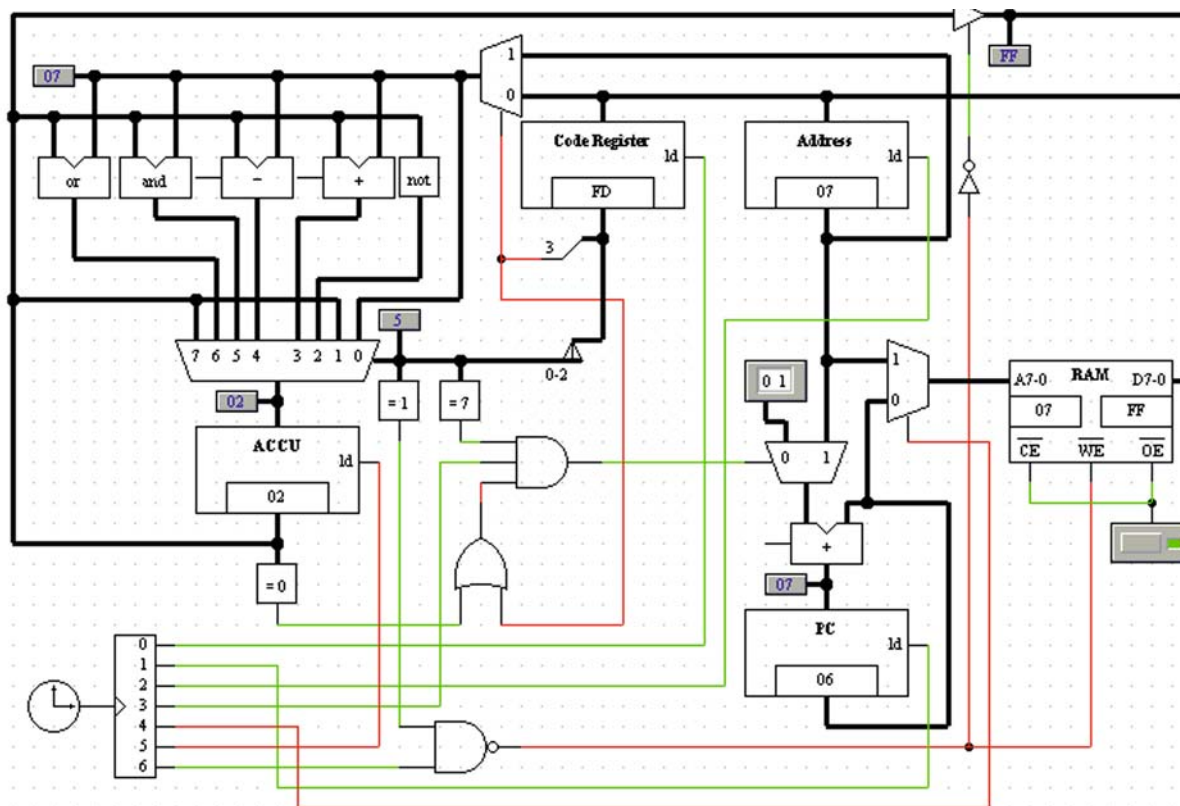 FF
1
07
0
Code Register
ld
FD
Address
ld
07
or
and
−
+
not
3
7 6 5 4 3 2 1 0
5
0-2
02
= 1
= 7
0 1
1
0
A7-0 RAM D7-0
07 FF
CE WE OE
ACCU
ld
02
0 1
+
= 0
07
PC
ld
06
0
1
2
3
4
5
6